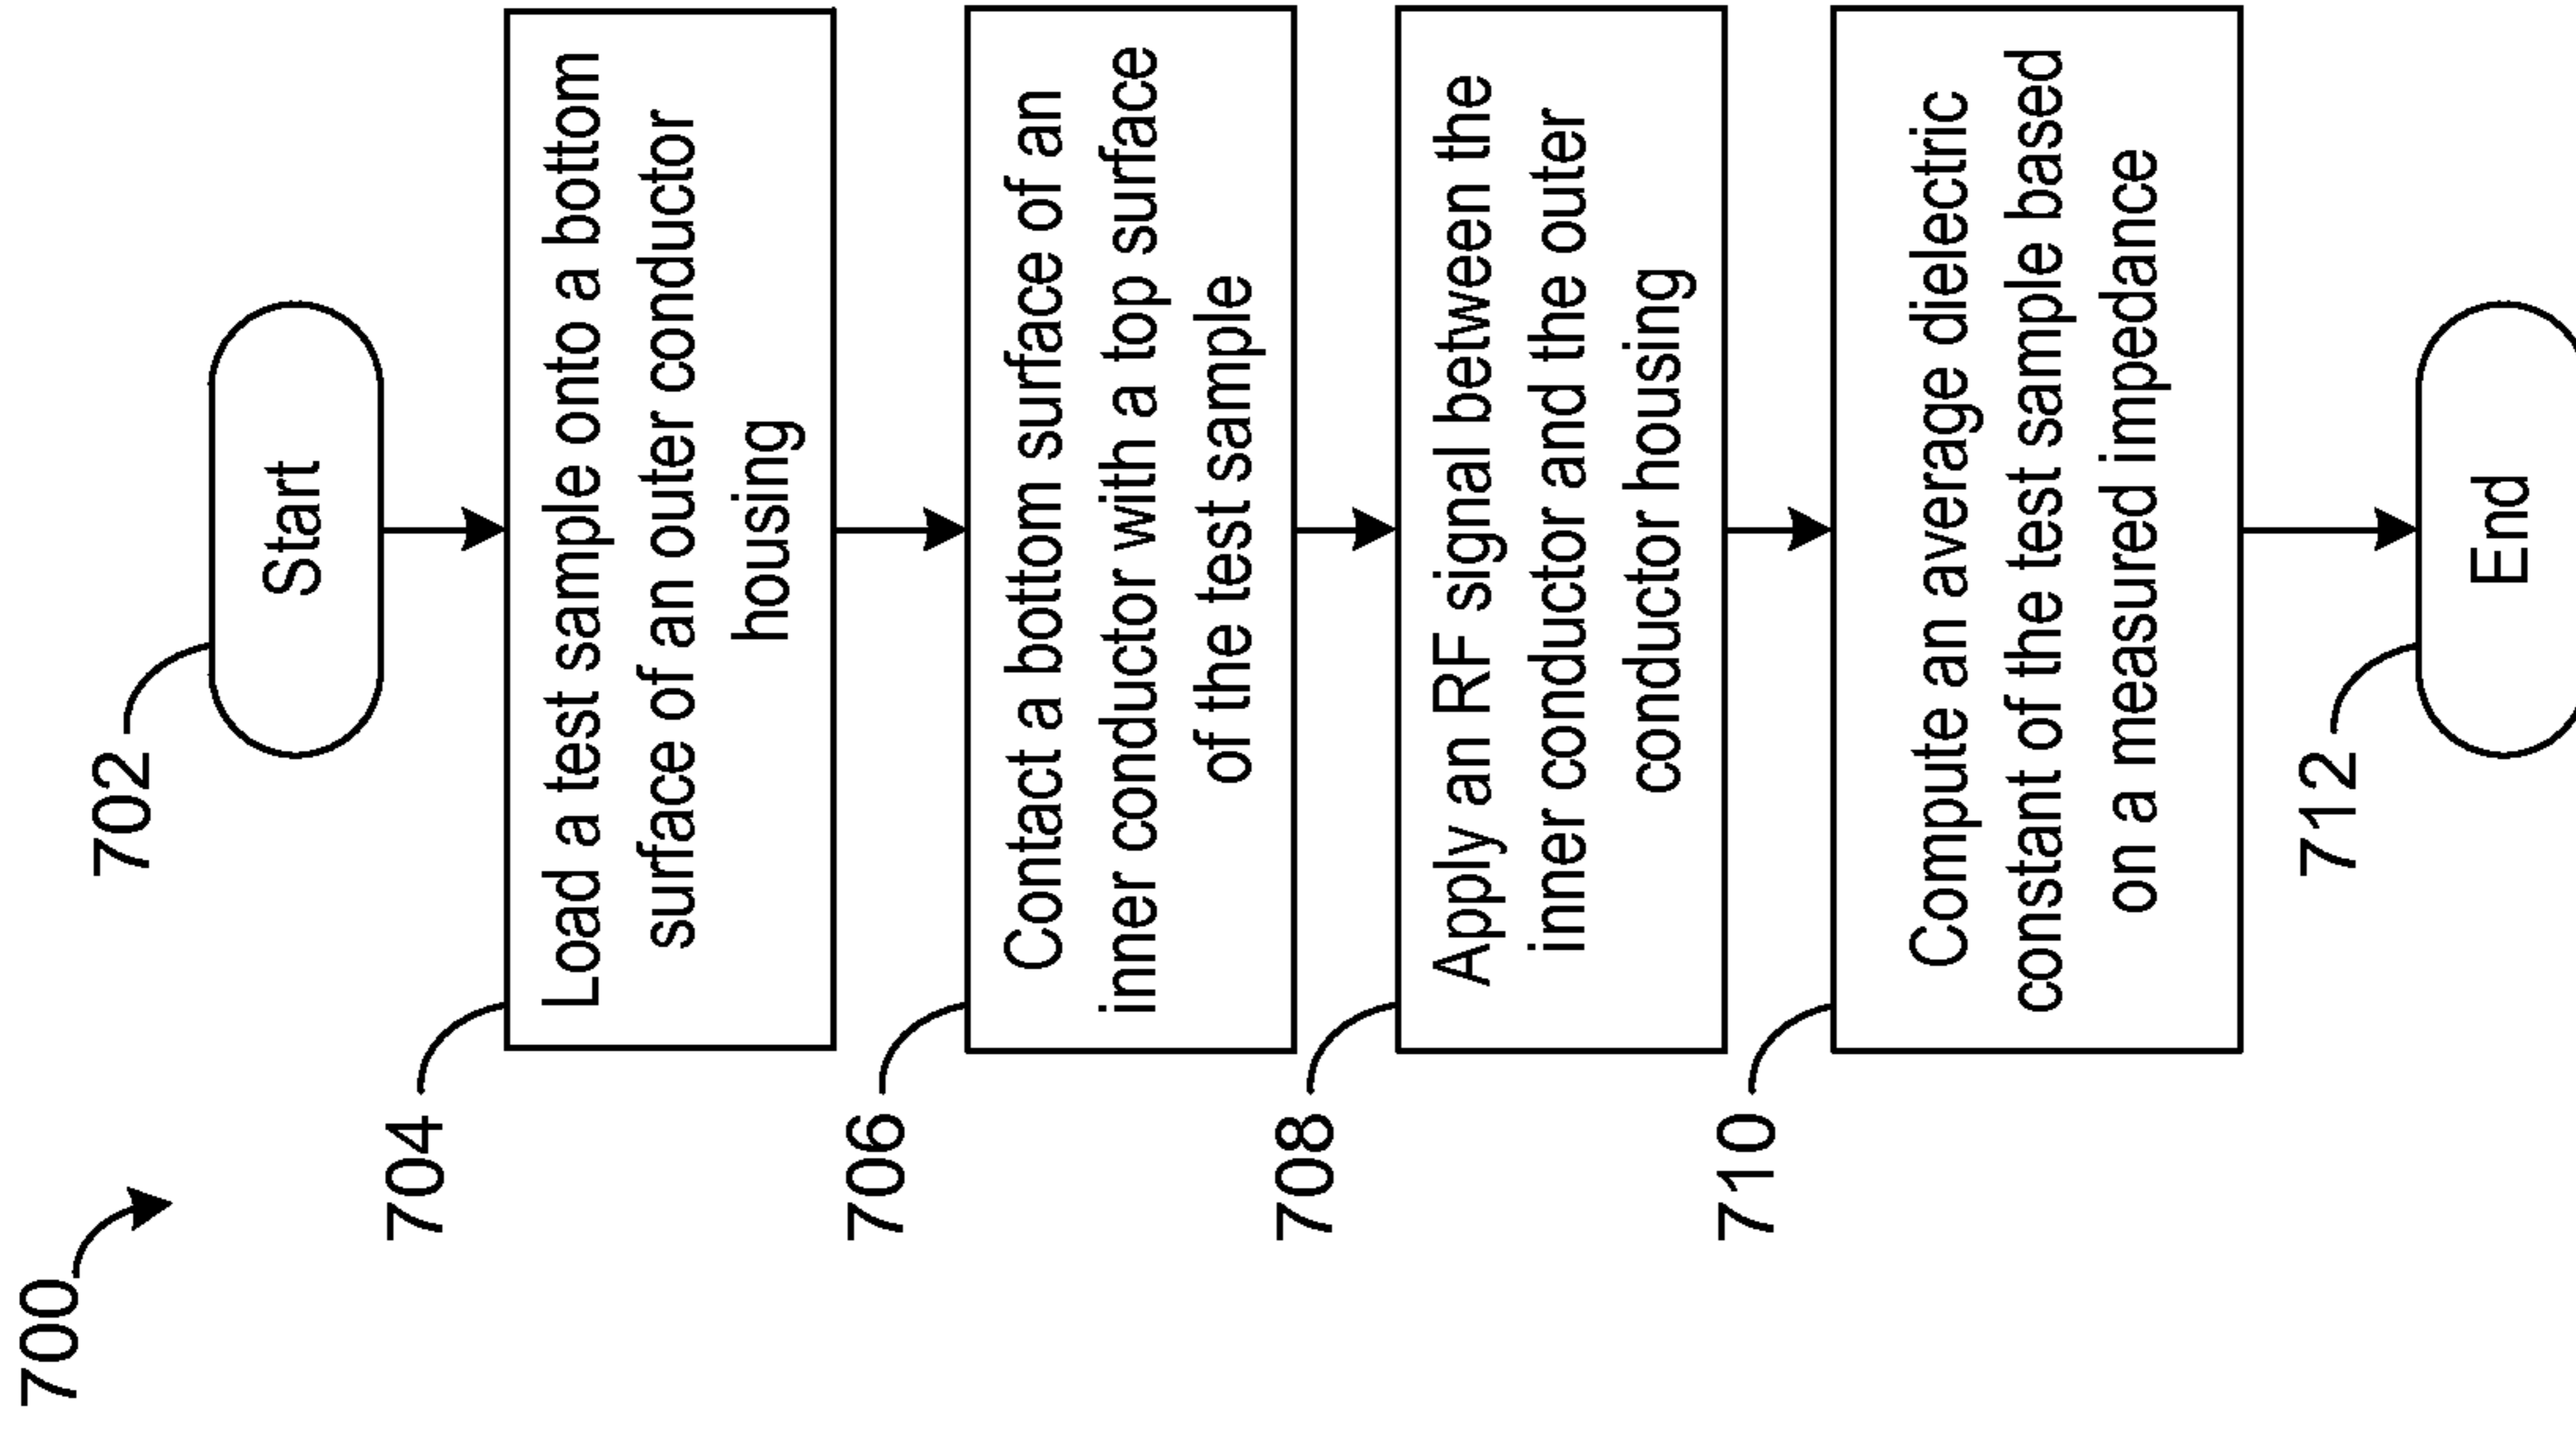 700
702
Start
704
Load a test sample onto a bottom
surface of an outer conductor
housing
706
Contact a bottom surface of an
inner conductor with a top surface
of the test sample
708
Apply an RF signal between the
inner conductor and the outer
conductor housing
710
Compute an average dielectric
constant of the test sample based
on a measured impedance
712
End